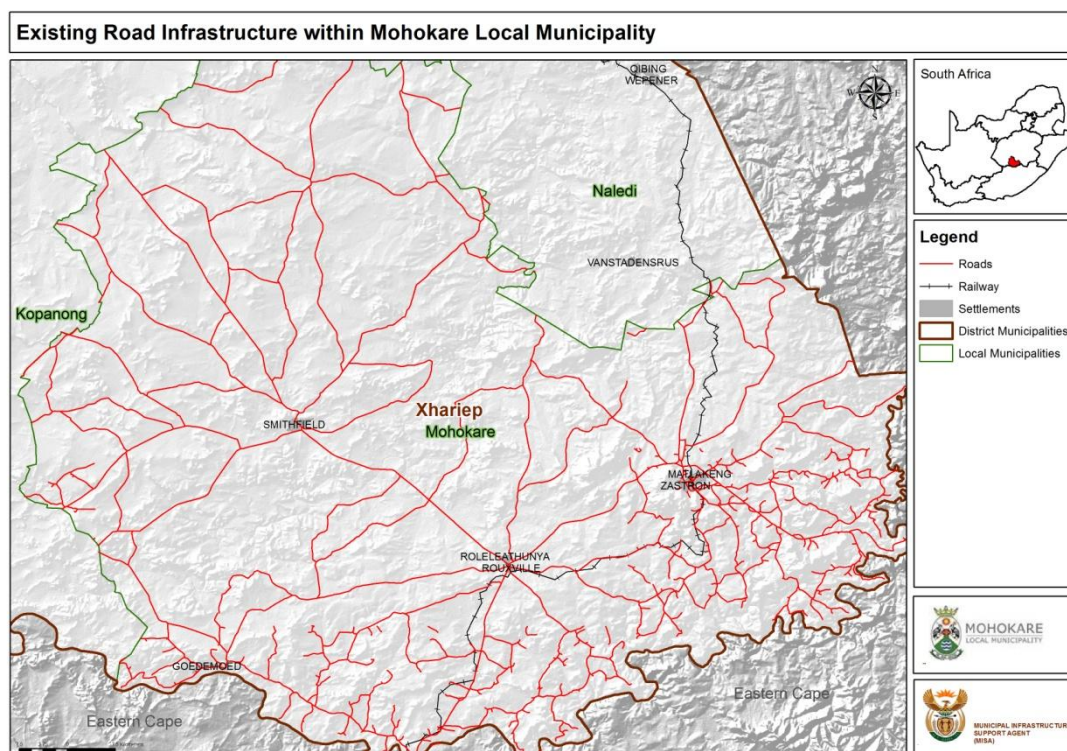 Existing Road Infrastructure within Mohokare Local Municipality
QIBING
WEPENER
N
W
E
S
Naledi
VANSTADENSRUS
Kopanong
SMITHFIELD
Xhariep
Mohokare
MATLAKENG
ZASTRON
ROLELEATHUNYA
ROUXVILLE
GOEDEMOED
Eastern Cape
Eastern Cape
South Africa
Legend
Roads
Railway
Settlements
District Municipalities
Local Municipalities
MOHOKARE
LOCAL MUNICIPALITY
MUNICIPAL INFRASTRUCTURE
SUPPORT AGENT
(MISA)